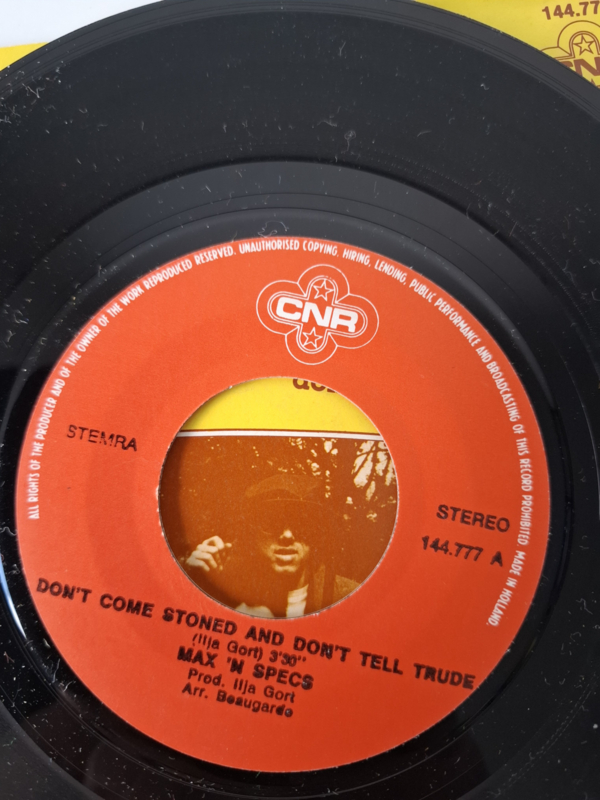 144.77
CNR
ALL RIGHTS OF THE PRODUCER AND OF THE OWNER OF THE WORK REPRODUCED RESERVED. UNAUTHORISED COPYING, HIRING, LENDING, PUBLIC PERFORMANCE AND BROADCASTING OF THIS RECORD PROHIBITED MADE IN HOLLAND.
CNR
STEMRA
STEREO
144.777 A
DON'T COME STONED AND DON'T TELL TRUDE
(Ilja Gort) 3'30"
MAX 'N SPECS
Prod. Ilja Gort
Arr. Beaugarde